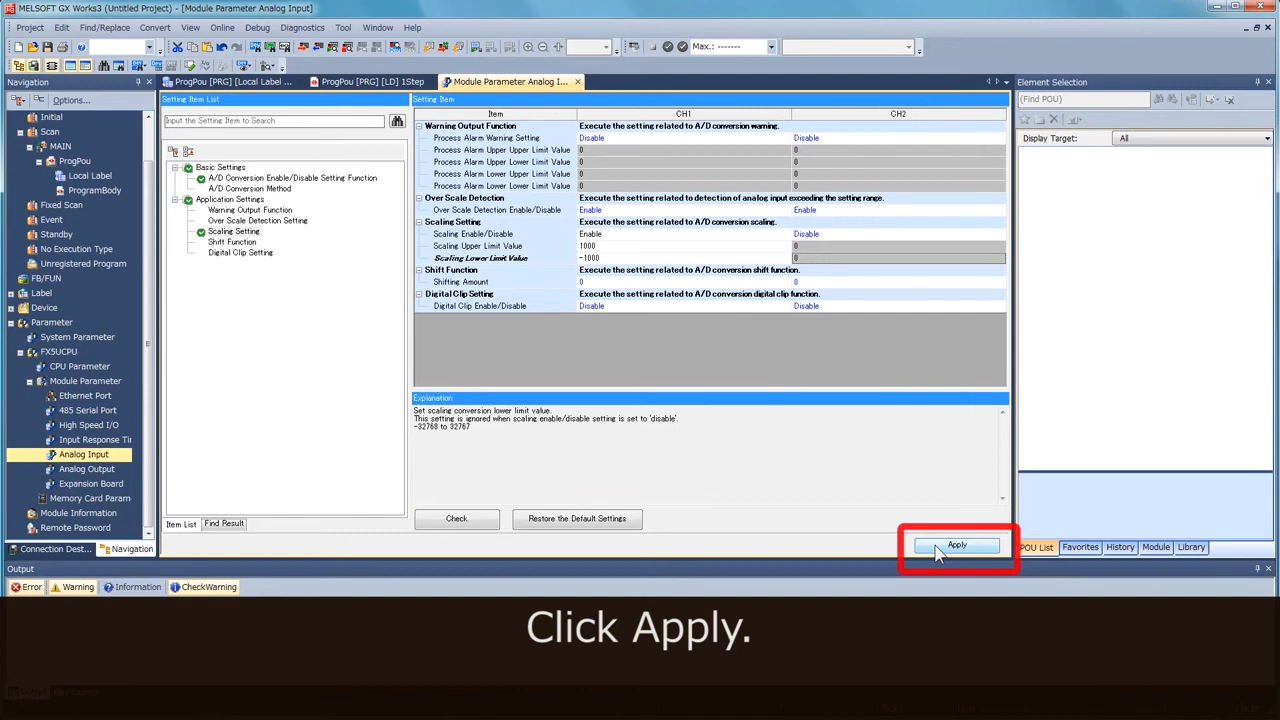 MELSOFT GX Works3 (Untitled Project) - [Module Parameter Analog Input]
Project Edit Find/Replace Convert View Online Debug Diagnostics Tool Window Help
Max.: -------
Navigation
Options...
Initial
Scan
MAIN
ProgPou
Local Label
ProgramBody
Fixed Scan
Event
Standby
No Execution Type
Unregistered Program
FB/FUN
Label
Device
Parameter
System Parameter
FX5UCPU
CPU Parameter
Module Parameter
Ethernet Port
485 Serial Port
High Speed I/O
Input Response Ti
Analog Input
Analog Output
Expansion Board
Memory Card Param
Module Information
Remote Password
Connection Dest... Navigation
ProgPou [PRG] [Local Label ... ProgPou [PRG] [LD] 1Step Module Parameter Analog I...
Setting Item List
Input the Setting Item to Search
Basic Settings
A/D Conversion Enable/Disable Setting Function
A/D Conversion Method
Application Settings
Warning Output Function
Over Scale Detection Setting
Scaling Setting
Shift Function
Digital Clip Setting
Item List Find Result
Setting Item
Item CH1 CH2
Warning Output Function Execute the setting related to A/D conversion warning.
Process Alarm Warning Setting Disable Disable
Process Alarm Upper Upper Limit Value 0 0
Process Alarm Upper Lower Limit Value 0 0
Process Alarm Lower Upper Limit Value 0 0
Process Alarm Lower Lower Limit Value 0 0
Over Scale Detection Execute the setting related to detection of analog input exceeding the setting range.
Over Scale Detection Enable/Disable Enable Enable
Scaling Setting Execute the setting related to A/D conversion scaling.
Scaling Enable/Disable Enable Disable
Scaling Upper Limit Value 1000 0
Scaling Lower Limit Value -1000 0
Shift Function Execute the setting related to A/D conversion shift function.
Shifting Amount 0 0
Digital Clip Setting Execute the setting related to A/D conversion digital clip function.
Digital Clip Enable/Disable Disable Disable
Explanation
Set scaling conversion lower limit value.
This setting is ignored when scaling enable/disable setting is set to 'disable'.
-32768 to 32767
Check Restore the Default Settings
Apply
Element Selection
(Find POU)
Display Target: All
POU List Favorites History Module Library
Output
Error Warning Information CheckWarning
Click Apply.